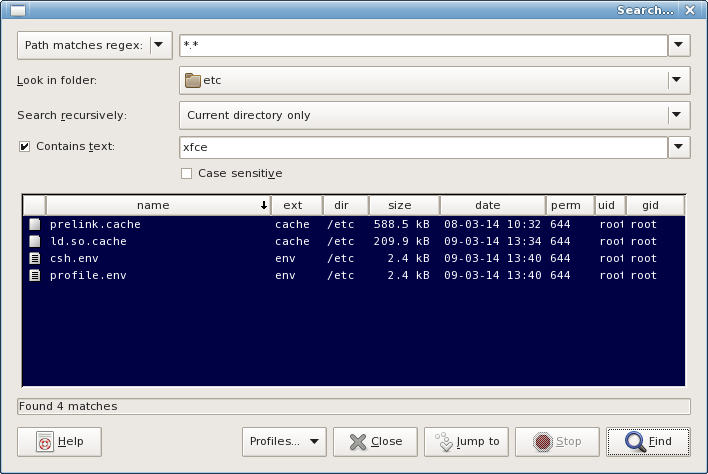 Search...
Path matches regex: *.*
Look in folder: etc
Search recursively: Current directory only
Contains text: xfce
Case sensitive
name ext dir size date perm uid gid
prelink.cache cache /etc 588.5 kB 08-03-14 10:32 644 root root
ld.so.cache cache /etc 209.9 kB 09-03-14 13:34 644 root root
csh.env env /etc 2.4 kB 09-03-14 13:40 644 root root
profile.env env /etc 2.4 kB 09-03-14 13:40 644 root root
Found 4 matches
Help Profiles... Close Jump to Stop Find